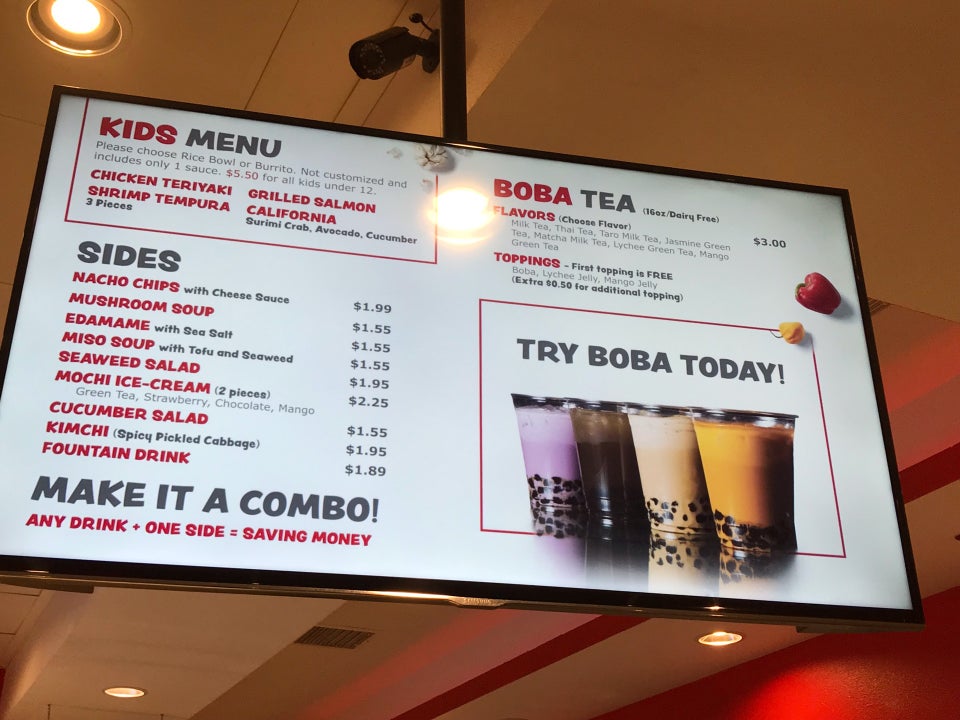 KIDS MENU
Please choose Rice Bowl or Burrito. Not customized and
includes only 1 sauce. $5.50 for all kids under 12.
CHICKEN TERIYAKI
SHRIMP TEMPURA
3 Pieces
GRILLED SALMON
CALIFORNIA
Surimi Crab, Avocado, Cucumber
SIDES
NACHO CHIPS with Cheese Sauce $1.99
MUSHROOM SOUP $1.55
EDAMAME with Sea Salt $1.55
MISO SOUP with Tofu and Seaweed $1.55
SEAWEED SALAD $1.95
MOCHI ICE-CREAM (2 pieces) $2.25
Green Tea, Strawberry, Chocolate, Mango
CUCUMBER SALAD $1.55
KIMCHI (Spicy Pickled Cabbage) $1.95
FOUNTAIN DRINK $1.89
MAKE IT A COMBO!
ANY DRINK + ONE SIDE = SAVING MONEY
BOBA TEA (16oz/Dairy Free)
FLAVORS (Choose Flavor) $3.00
Milk Tea, Thai Tea, Taro Milk Tea, Jasmine Green
Tea, Matcha Milk Tea, Lychee Green Tea, Mango
Green Tea
TOPPINGS - First topping is FREE
Boba, Lychee Jelly, Mango Jelly
(Extra $0.50 for additional topping)
TRY BOBA TODAY!
SAMSUNG